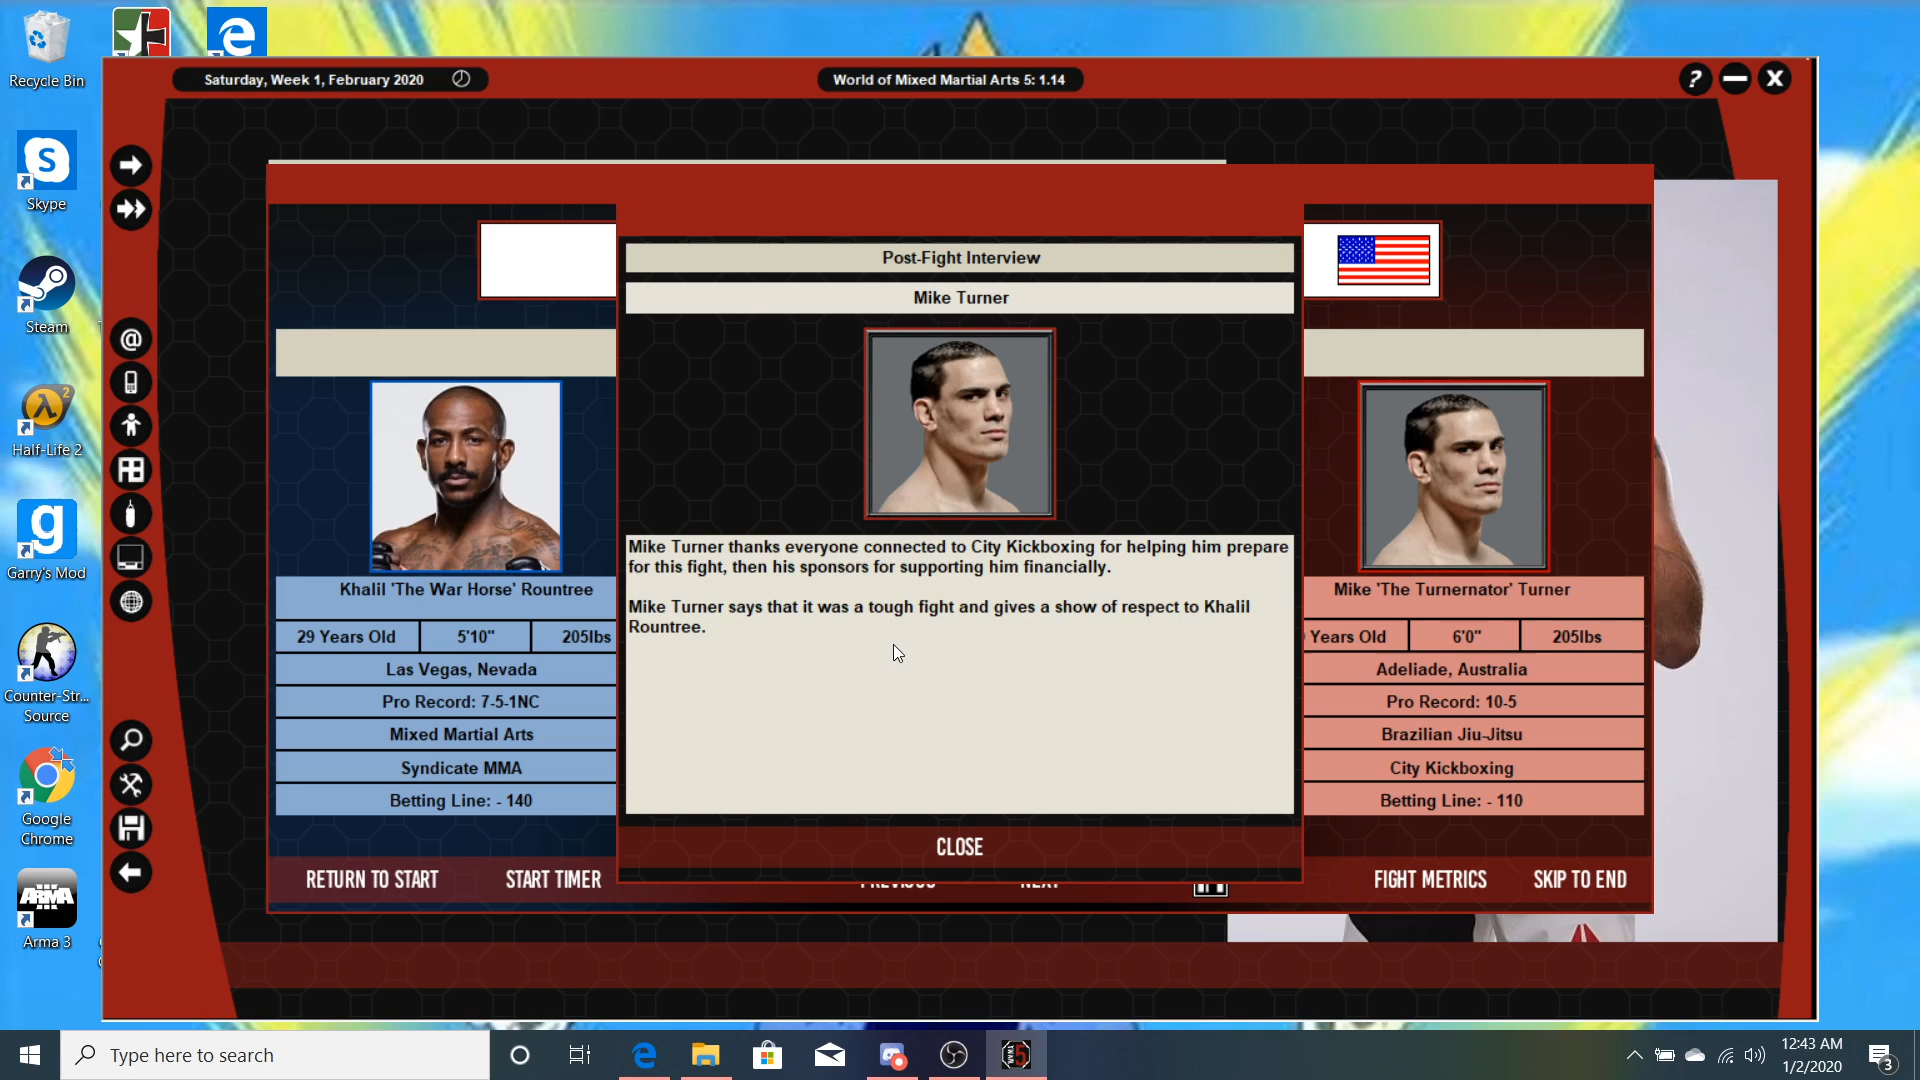 Recycle Bin
Skype
Steam
Half-Life 2
Garry's Mod
Counter-Str...
Source
Google
Chrome
Arma 3
Saturday, Week 1, February 2020
World of Mixed Martial Arts 5: 1.14
?
X
Post-Fight Interview
Mike Turner
Mike Turner thanks everyone connected to City Kickboxing for helping him prepare
for this fight, then his sponsors for supporting him financially.
Mike Turner says that it was a tough fight and gives a show of respect to Khalil
Rountree.
CLOSE
Khalil 'The War Horse' Rountree
29 Years Old
5'10"
205lbs
Las Vegas, Nevada
Pro Record: 7-5-1NC
Mixed Martial Arts
Syndicate MMA
Betting Line: - 140
Mike 'The Turnernator' Turner
Years Old
6'0"
205lbs
Adeliade, Australia
Pro Record: 10-5
Brazilian Jiu-Jitsu
City Kickboxing
Betting Line: - 110
RETURN TO START
START TIMER
PREVIOUS
NEXT
FIGHT METRICS
SKIP TO END
Type here to search
12:43 AM
1/2/2020
3